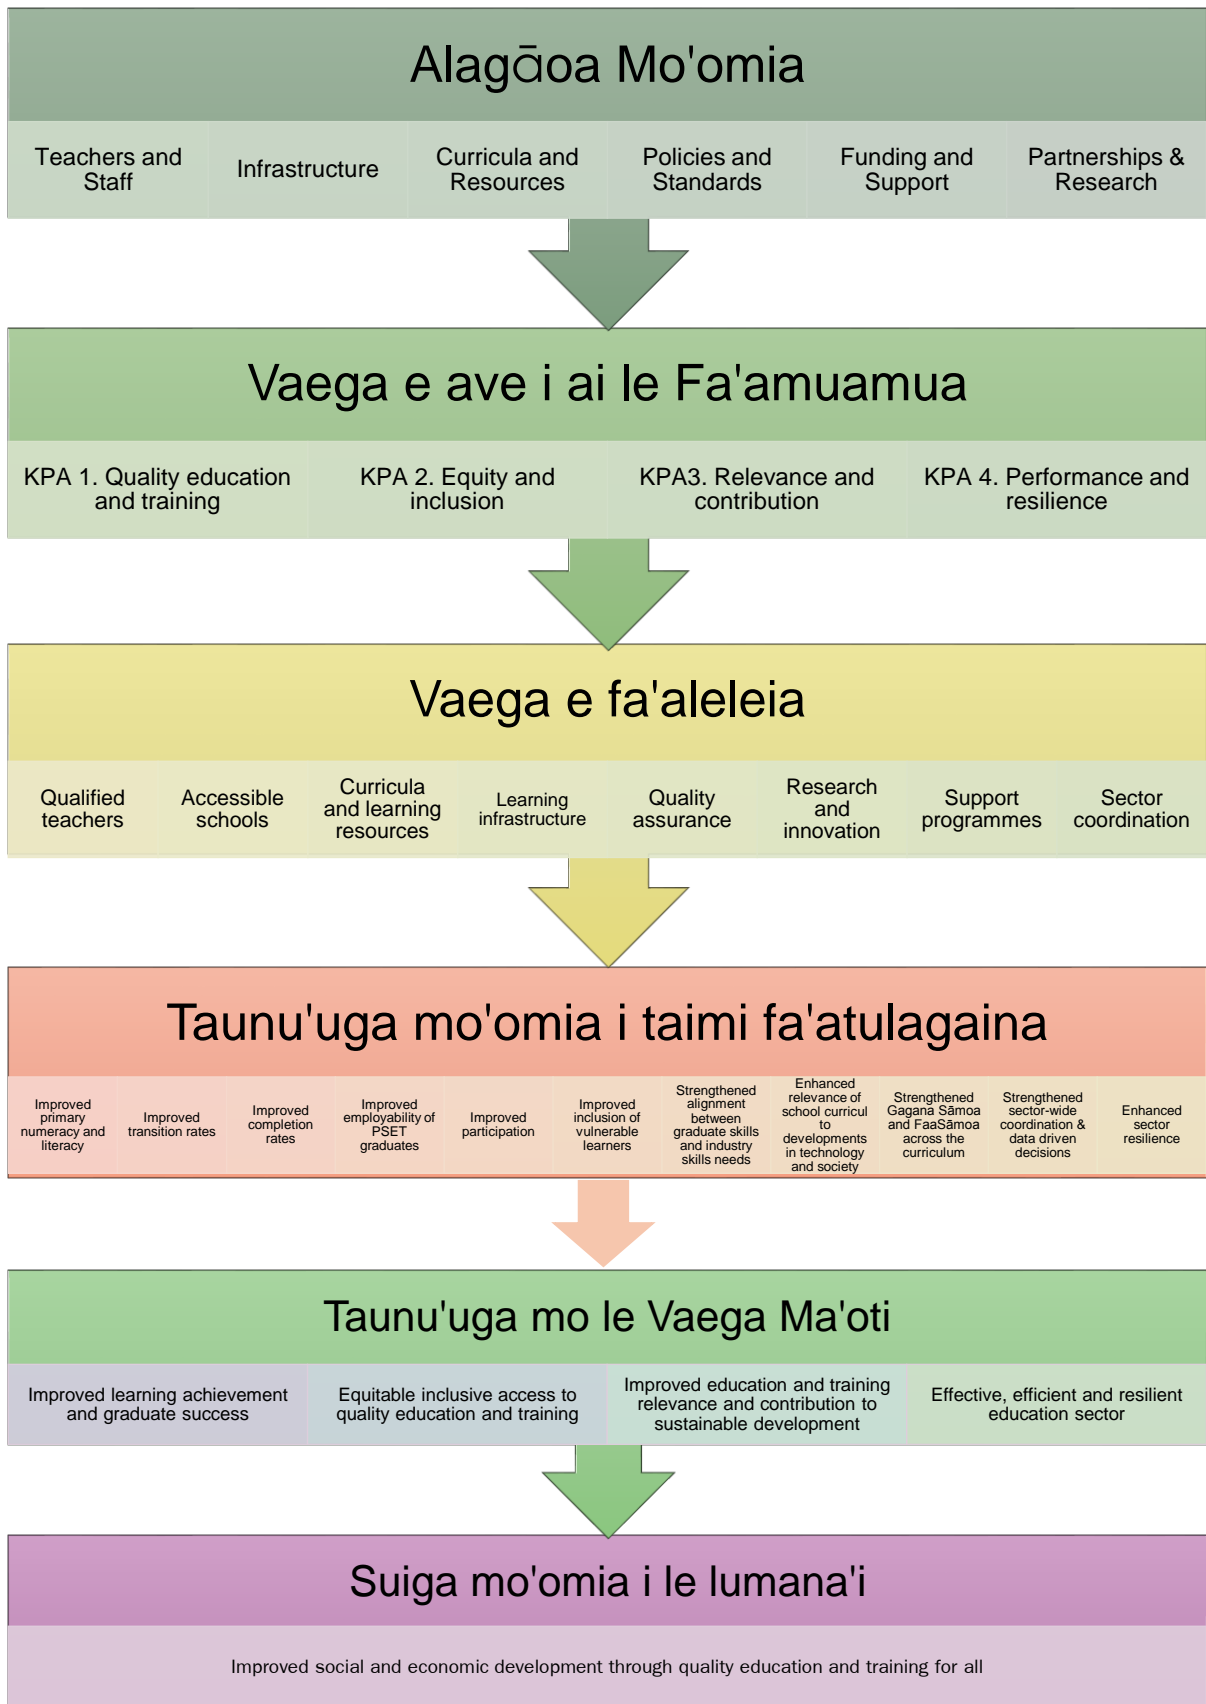 Alagāoa Mo'omia
Teachers and
Staff
Infrastructure
Curricula and
Resources
Policies and
Standards
Funding and
Support
Partnerships &
Research
Vaega e ave i ai le Fa'amuamua
KPA 1. Quality education
and training
KPA 2. Equity and
inclusion
KPA3. Relevance and
contribution
KPA 4. Performance and
resilience
Vaega e fa'aleleia
Qualified
teachers
Accessible
schools
Curricula
and learning
resources
Learning
infrastructure
Quality
assurance
Research
and
innovation
Support
programmes
Sector
coordination
Taunu'uga mo'omia i taimi fa'atulagaina
Improved
primary
numeracy and
literacy
Improved
transition rates
Improved
completion
rates
Improved
employability of
PSET
graduates
Improved
participation
Improved
inclusion of
vulnerable
learners
Strengthened
alignment
between
graduate skills
and industry
skills needs
Enhanced
relevance of
school curricul
to
developments
in technology
and society
Strengthened
Gagana Sāmoa
and FaaSāmoa
across the
curriculum
Strengthened
sector-wide
coordination &
data driven
decisions
Enhanced
sector
resilience
Taunu'uga mo le Vaega Ma'oti
Improved learning achievement
and graduate success
Equitable inclusive access to
quality education and training
Improved education and training
relevance and contribution to
sustainable development
Effective, efficient and resilient
education sector
Suiga mo'omia i le lumana'i
Improved social and economic development through quality education and training for all